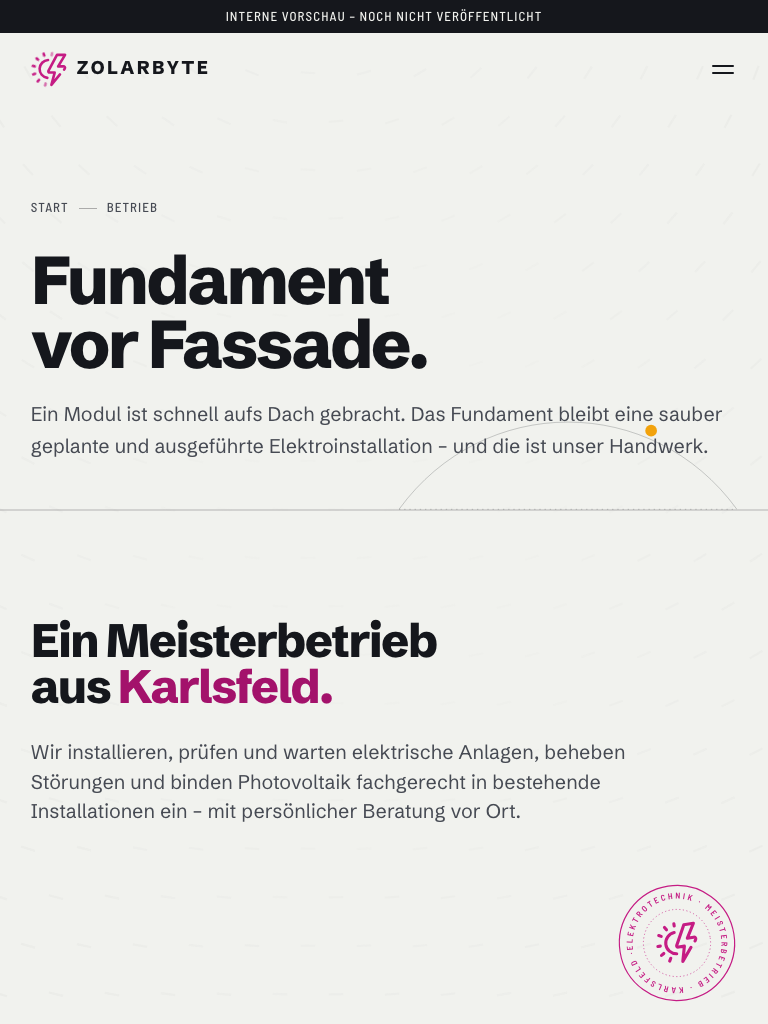 INTERNE VORSCHAU – NOCH NICHT VERÖFFENTLICHT
ZOLARBYTE
START — BETRIEB
Fundament
vor Fassade.
Ein Modul ist schnell aufs Dach gebracht. Das Fundament bleibt eine sauber
geplante und ausgeführte Elektroinstallation – und die ist unser Handwerk.
Ein Meisterbetrieb
aus Karlsfeld.
Wir installieren, prüfen und warten elektrische Anlagen, beheben
Störungen und binden Photovoltaik fachgerecht in bestehende
Installationen ein – mit persönlicher Beratung vor Ort.
ELEKTROTECHNIK · MEISTERBETRIEB · KARLSFELD ·